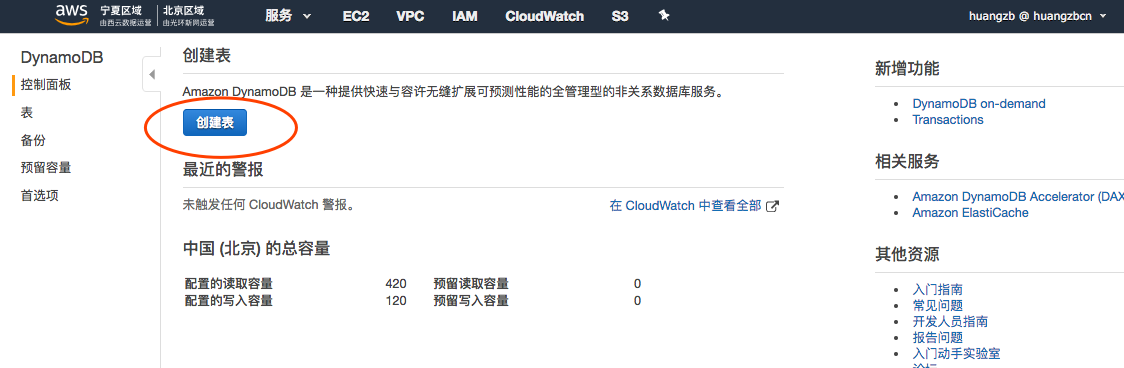 aws 宁夏区域 北京区域 服务 EC2 VPC IAM CloudWatch S3 huangzb @ huangzbcn
由西云数据运营 由光环新网运营
DynamoDB
控制面板
表
备份
预留容量
首选项
创建表
Amazon DynamoDB 是一种提供快速与容许无缝扩展可预测性能的全管理型的非关系数据库服务。
创建表
最近的警报
未触发任何 CloudWatch 警报。 在 CloudWatch 中查看全部
中国 (北京) 的总容量
配置的读取容量 420 预留读取容量 0
配置的写入容量 120 预留写入容量 0
新增功能
DynamoDB on-demand
Transactions
相关服务
Amazon DynamoDB Accelerator (DAX
Amazon ElastiCache
其他资源
入门指南
常见问题
开发人员指南
报告问题
入门动手实验室
论坛